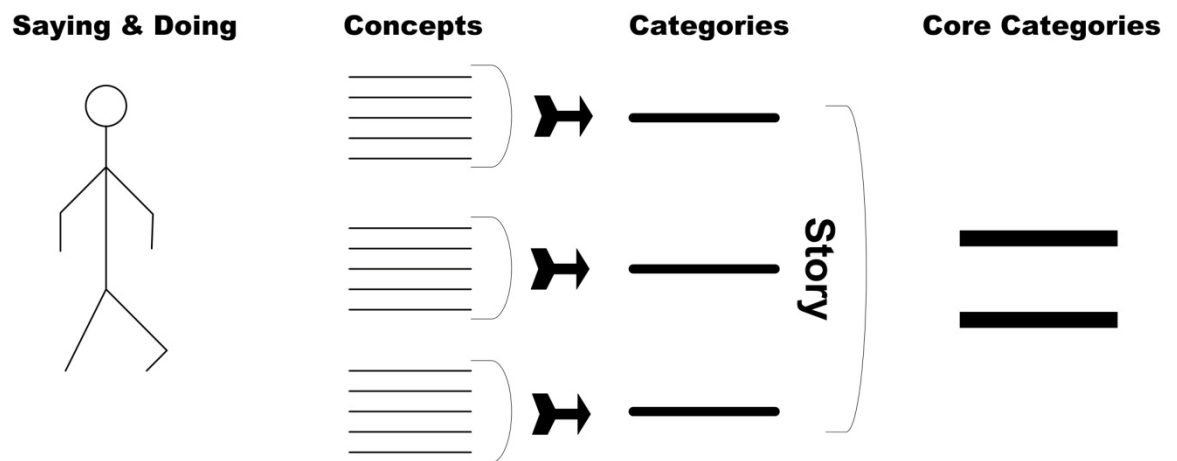 Saying & Doing
Concepts
Categories
Core Categories
Story